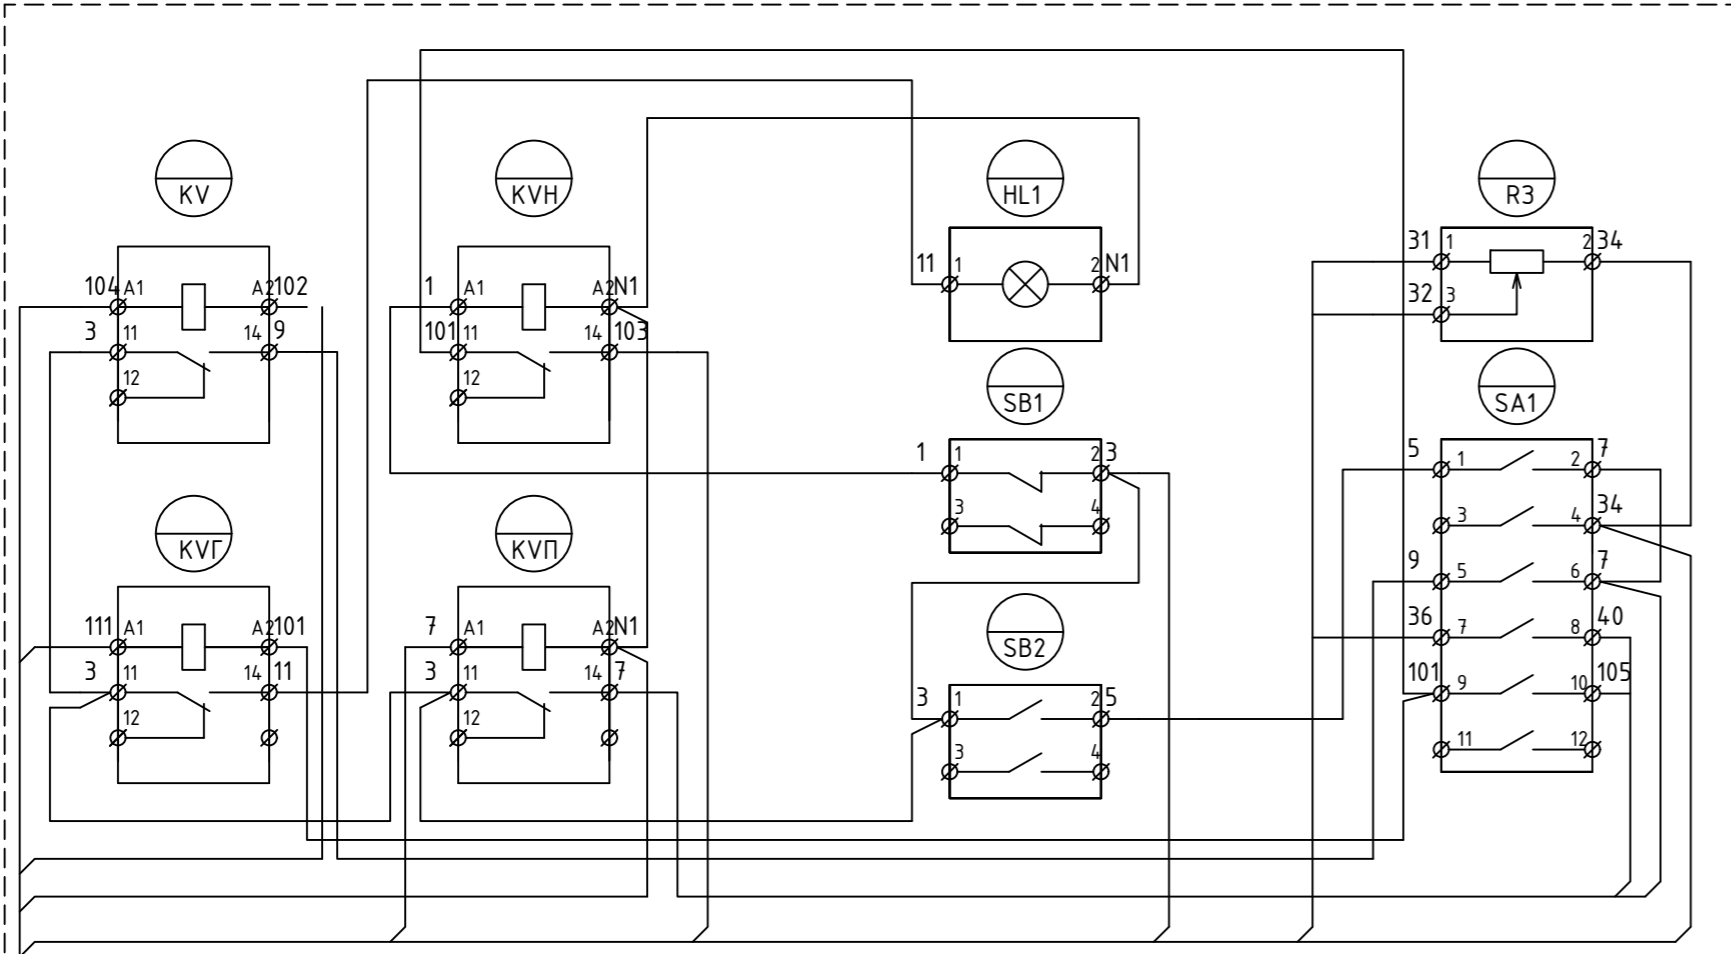 KV
KVH
HL1
R3
104 A1
A2 102
3 11
14 9
12
1 A1
A2 N1
101 11
14 103
12
11 1
2 N1
31 1
2 34
32 3
SB1
SA1
1 1
2 3
3
4
5 1
2 7
3
4 34
9 5
6 7
36 7
8 40
101 9
10 105
11
12
KVГ
KVП
SB2
111 A1
A2 101
3 11
14 11
12
7 A1
A2 N1
3 11
14 7
12
3 1
2 5
3
4